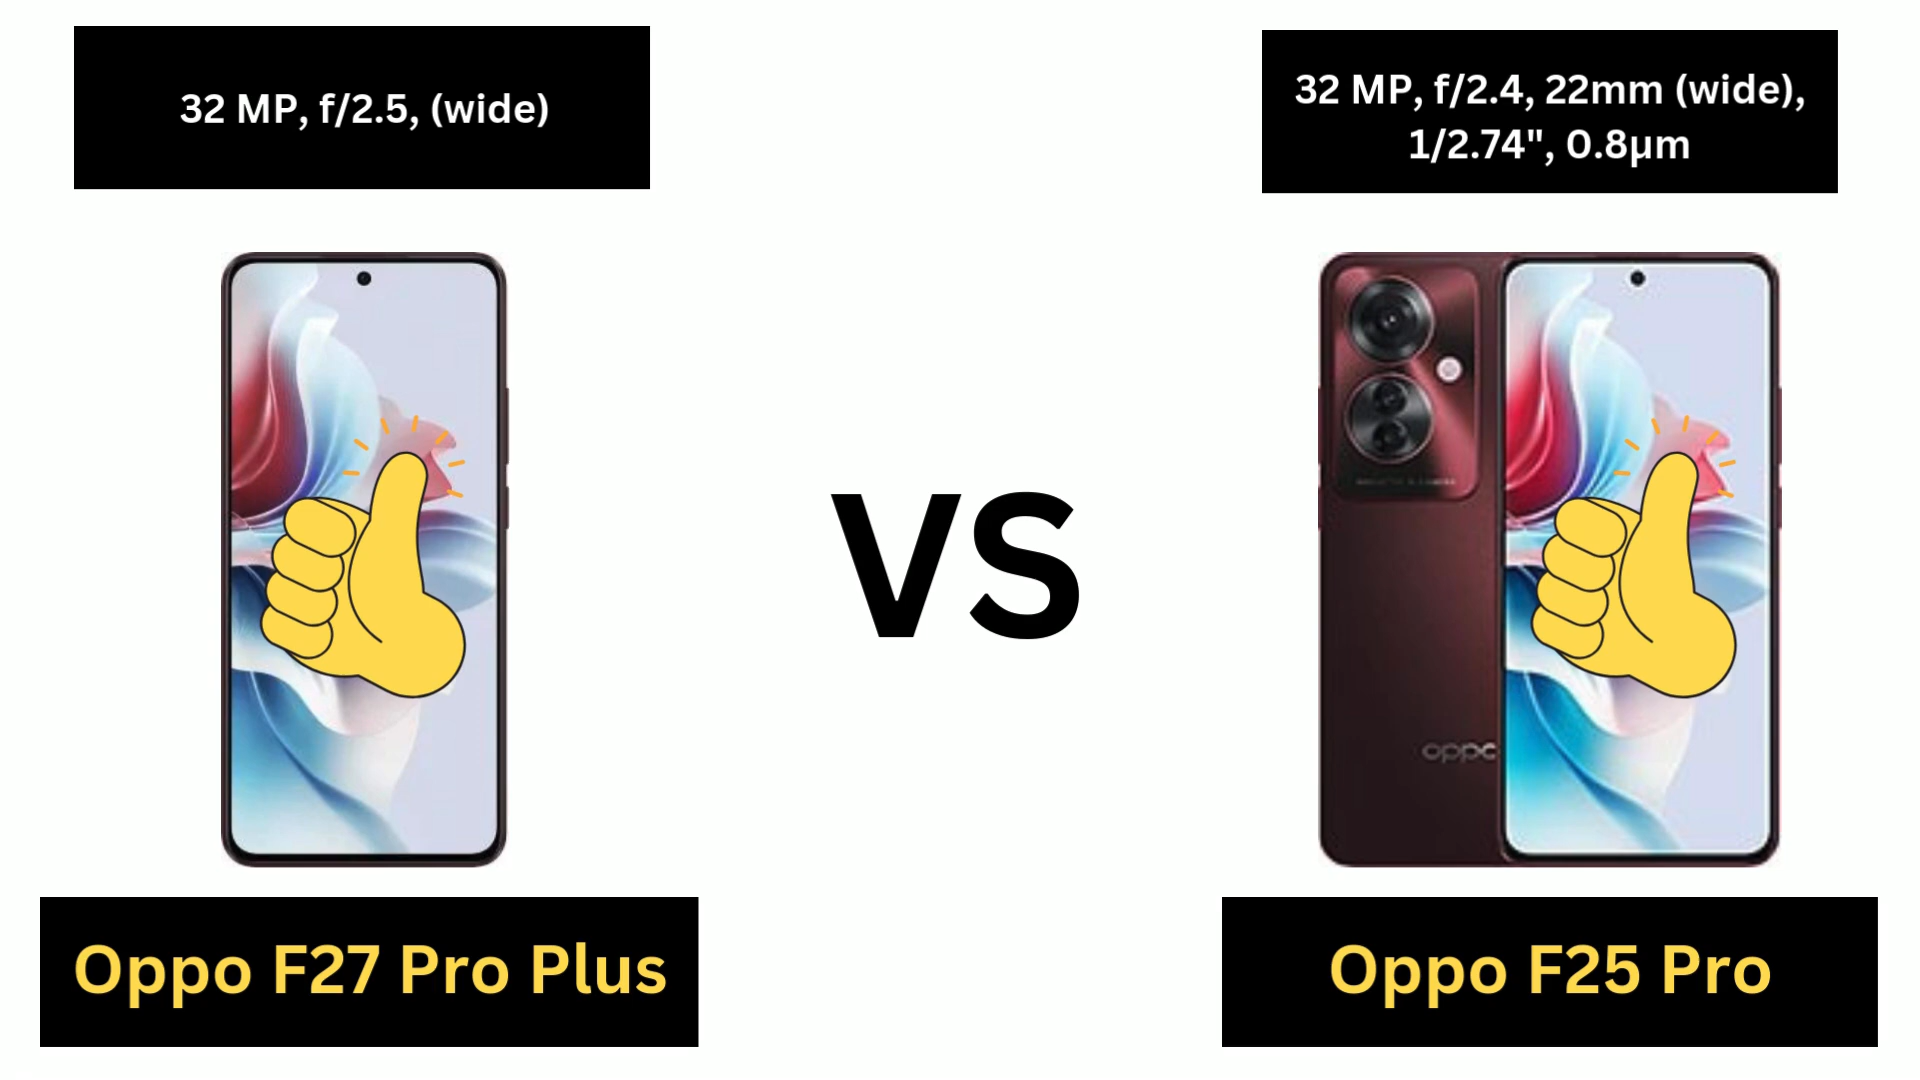 32 MP, f/2.5, (wide)
32 MP, f/2.4, 22mm (wide),
1/2.74", 0.8µm
VS
oppo
Oppo F27 Pro Plus
Oppo F25 Pro